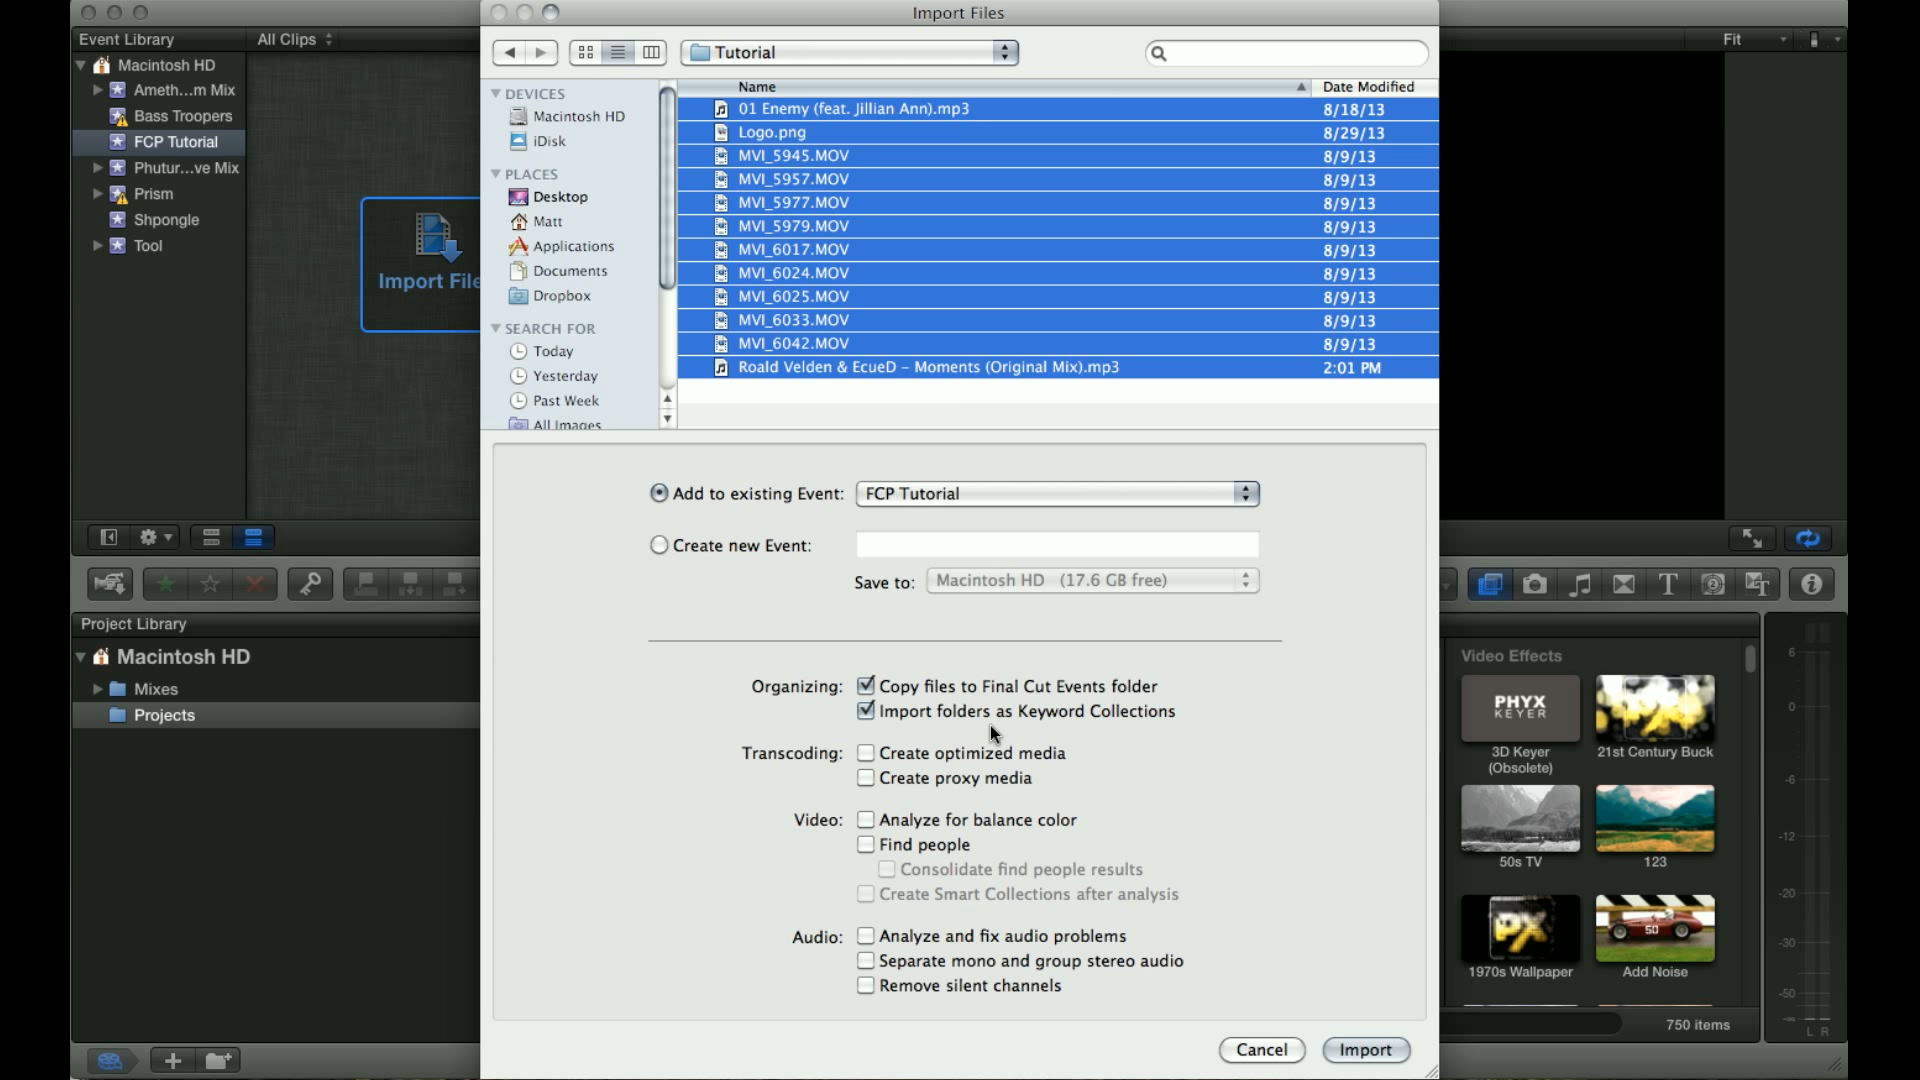 Import Files
Event Library
All Clips
Fit
Tutorial
Macintosh HD
Ameth...m Mix
Bass Troopers
FCP Tutorial
Phutur...ve Mix
Prism
Shpongle
Tool
Import File
DEVICES
Macintosh HD
iDisk
PLACES
Desktop
Matt
Applications
Documents
Dropbox
SEARCH FOR
Today
Yesterday
Past Week
All Images
Name Date Modified
01 Enemy (feat. Jillian Ann).mp3 8/18/13
Logo.png 8/29/13
MVI_5945.MOV 8/9/13
MVI_5957.MOV 8/9/13
MVI_5977.MOV 8/9/13
MVI_5979.MOV 8/9/13
MVI_6017.MOV 8/9/13
MVI_6024.MOV 8/9/13
MVI_6025.MOV 8/9/13
MVI_6033.MOV 8/9/13
MVI_6042.MOV 8/9/13
Roald Velden & EcueD – Moments (Original Mix).mp3 2:01 PM
Add to existing Event: FCP Tutorial
Create new Event:
Save to: Macintosh HD (17.6 GB free)
Organizing: Copy files to Final Cut Events folder
Import folders as Keyword Collections
Transcoding: Create optimized media
Create proxy media
Video: Analyze for balance color
Find people
Consolidate find people results
Create Smart Collections after analysis
Audio: Analyze and fix audio problems
Separate mono and group stereo audio
Remove silent channels
Cancel Import
Project Library
Macintosh HD
Mixes
Projects
Video Effects
PHYX
KEYER
3D Keyer
(Obsolete)
21st Century Buck
50s TV
123
PX
50
1970s Wallpaper
Add Noise
750 items
6
0
-6
-12
-20
-30
-50
-∞
L R